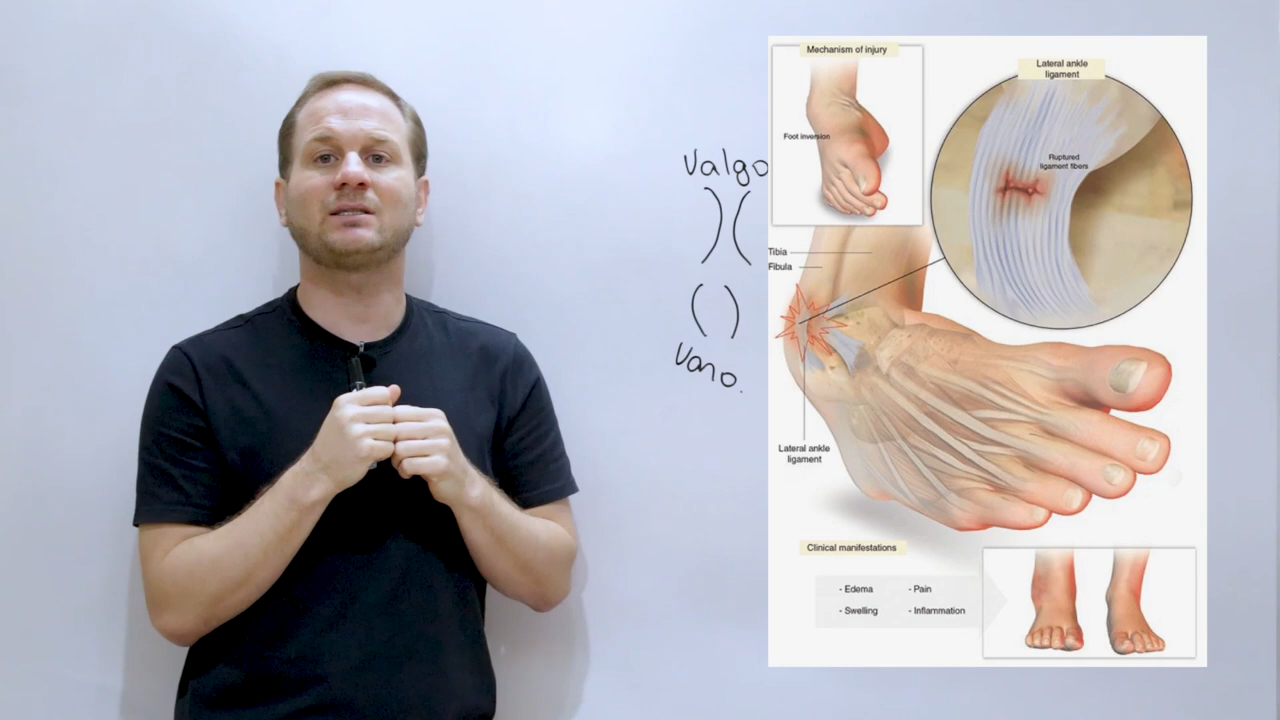 Valgo
Varo.
Mechanism of injury
Foot inversion
Lateral ankle
ligament
Ruptured
ligament fibers
Tibia
Fibula
Lateral ankle
ligament
Clinical manifestations
- Edema
- Pain
- Swelling
- Inflammation